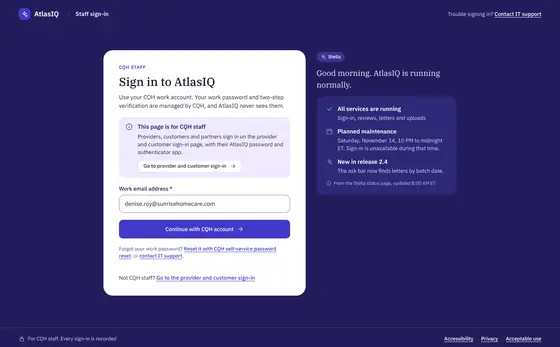 AtlasIQ
Staff sign-in
Trouble signing in? Contact IT support
CQH STAFF
Sign in to AtlasIQ
Use your CQH work account. Your work password and two-step
verification are managed by CQH, and AtlasIQ never sees them.
This page is for CQH staff
Providers, customers and partners sign in on the provider
and customer sign-in page, with their AtlasIQ password and
authenticator app.
Go to provider and customer sign-in
Work email address *
denise.roy@sunrisehomecare.com
Continue with CQH account
Forgot your work password? Reset it with CQH self-service password
reset, or contact IT support.
Not CQH staff? Go to the provider and customer sign-in
Stella
Good morning. AtlasIQ is running
normally.
All services are running
Sign-in, reviews, letters and uploads
Planned maintenance
Saturday, November 14, 10 PM to midnight
ET. Sign-in is unavailable during that time.
New in release 2.4
The ask bar now finds letters by batch date.
From the Stella status page, updated 8:00 AM ET.
For CQH staff. Every sign-in is recorded.
Accessibility
Privacy
Acceptable use